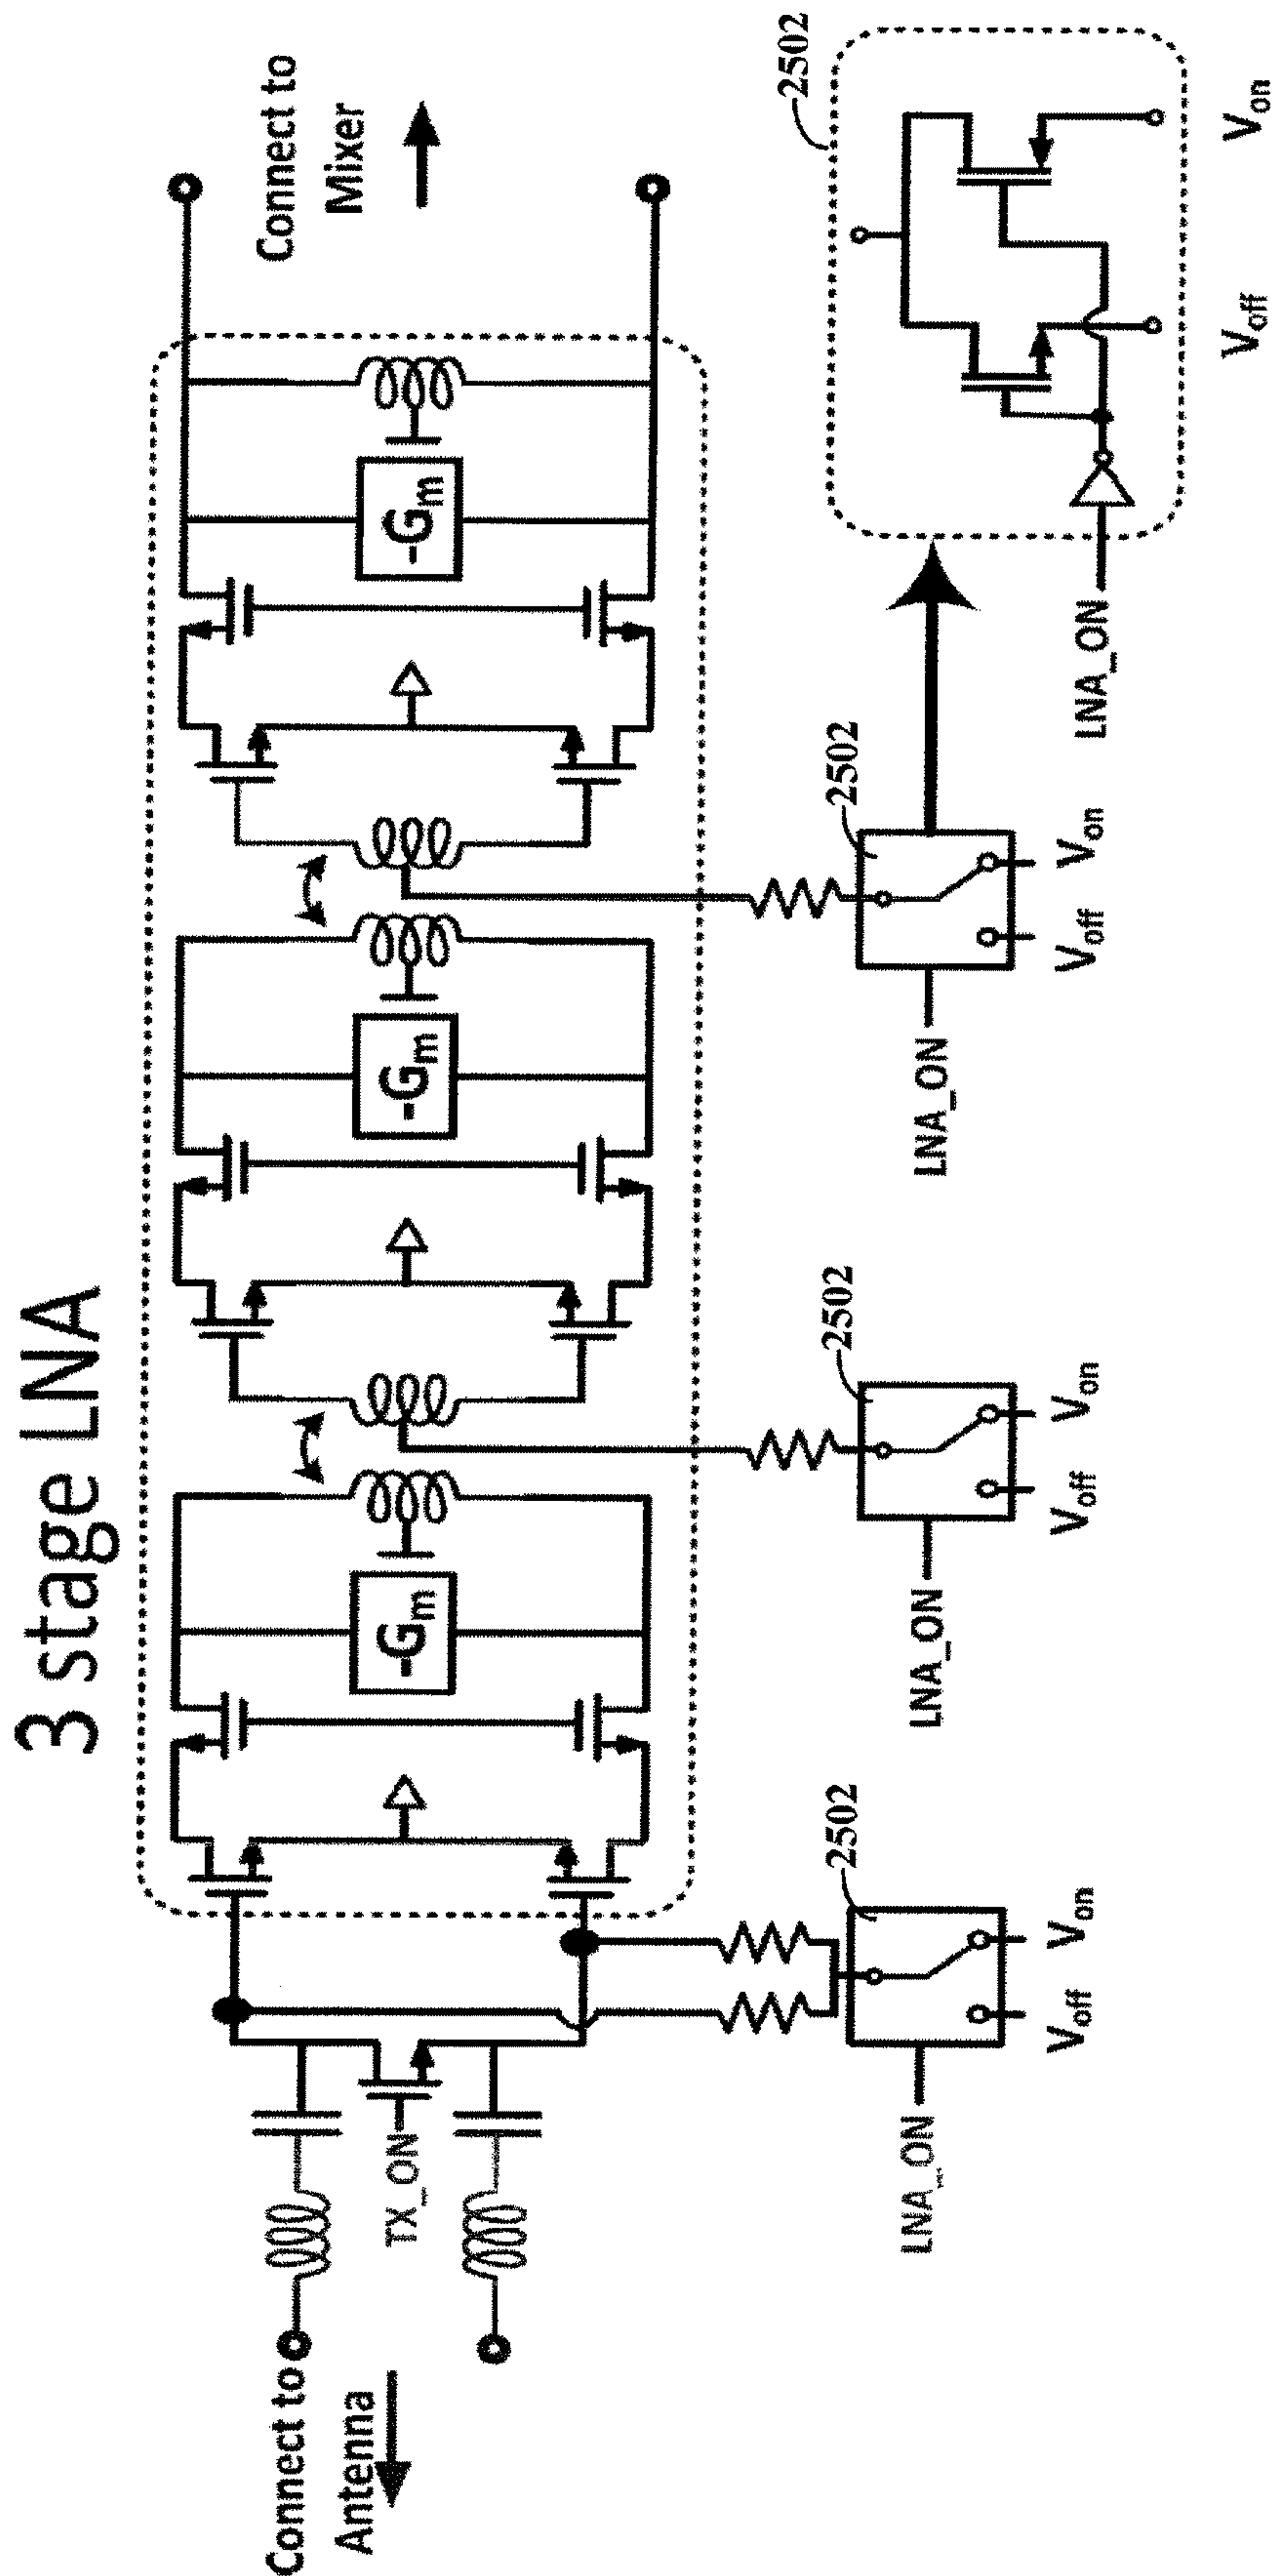 3 stage LNA
Connect to
Antenna
TX_ON
-Gm
-Gm
-Gm
Connect to
Mixer
2502
LNA_ON
Voff
Von
2502
LNA_ON
Voff
Von
2502
LNA_ON
Voff
Von
2502
LNA_ON
Voff
Von